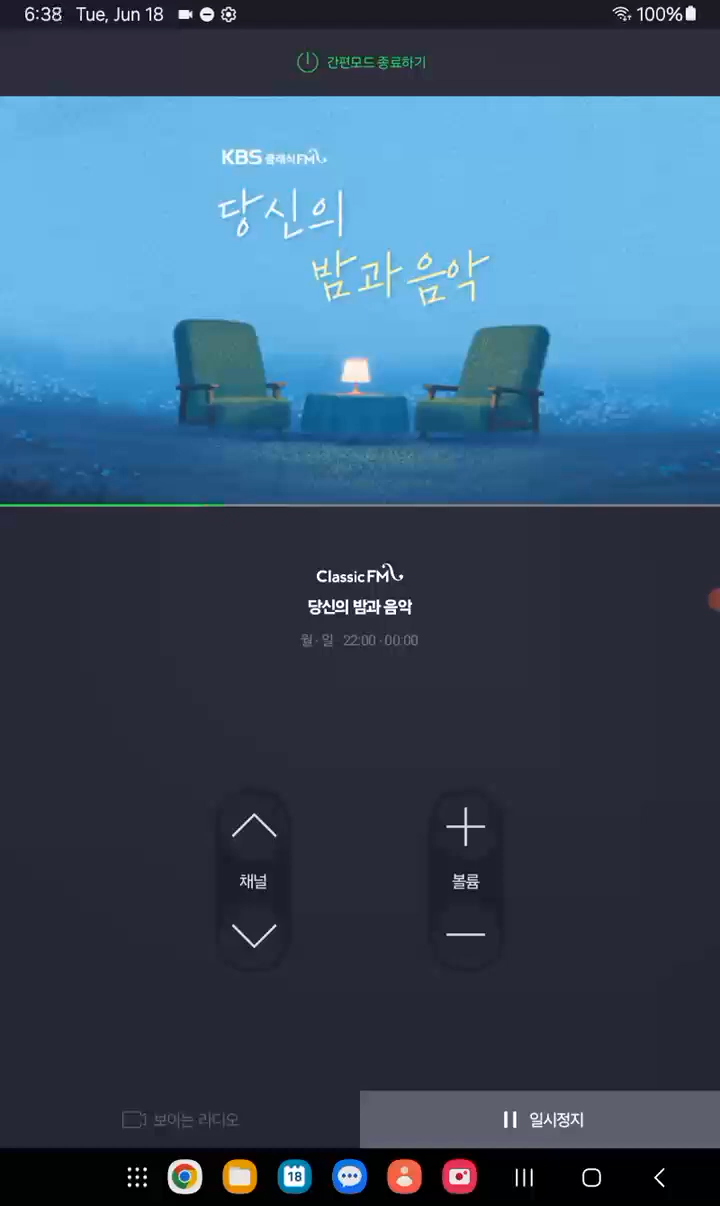 6:38 Tue, Jun 18 100%
간편모드 종료하기
KBS 클래식FM
당신의
밤과 음악
Classic FM
당신의 밤과 음악
월 - 일 22:00 - 00:00
채널
볼륨
보이는 라디오
일시정지
18